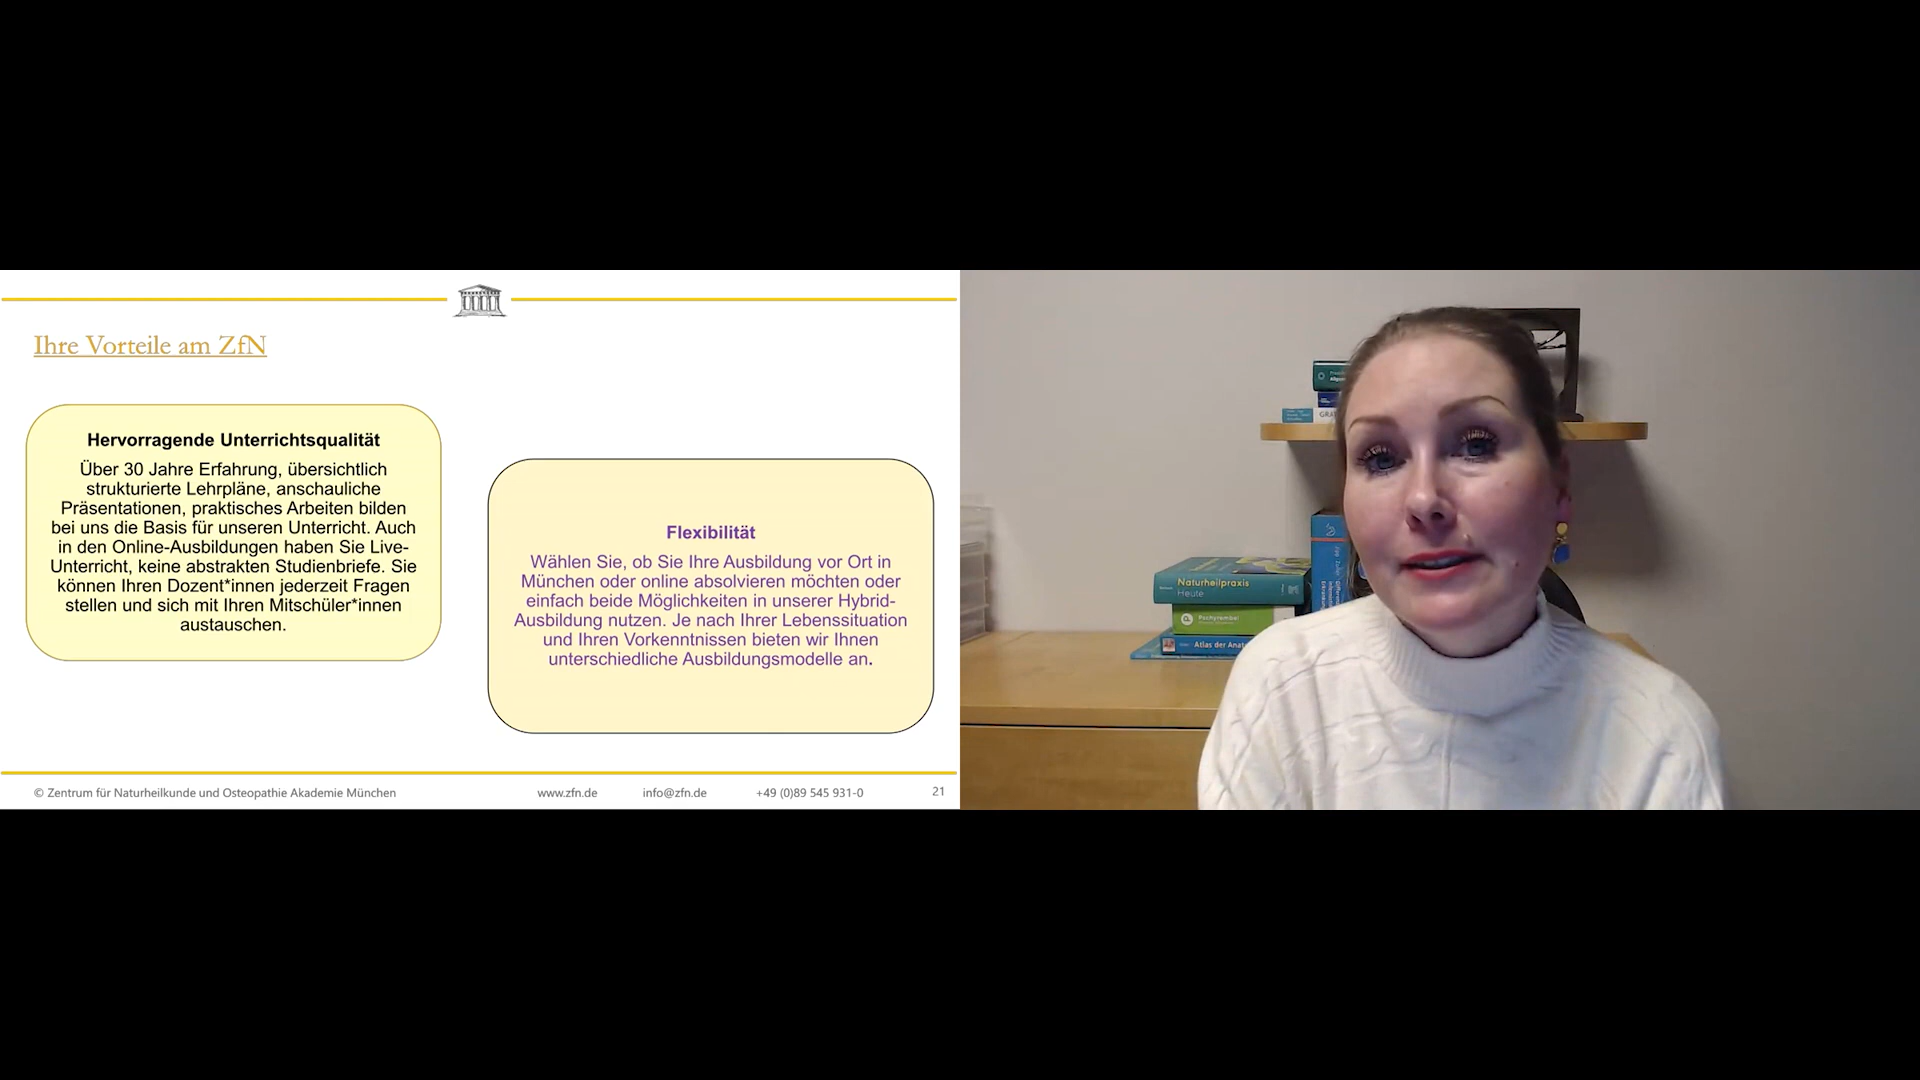 Ihre Vorteile am ZfN
Hervorragende Unterrichtsqualität
Über 30 Jahre Erfahrung, übersichtlich
strukturierte Lehrpläne, anschauliche
Präsentationen, praktisches Arbeiten bilden
bei uns die Basis für unseren Unterricht. Auch
in den Online-Ausbildungen haben Sie Live-
Unterricht, keine abstrakten Studienbriefe. Sie
können Ihren Dozent*innen jederzeit Fragen
stellen und sich mit Ihren Mitschüler*innen
austauschen.
Flexibilität
Wählen Sie, ob Sie Ihre Ausbildung vor Ort in
München oder online absolvieren möchten oder
einfach beide Möglichkeiten in unserer Hybrid-
Ausbildung nutzen. Je nach Ihrer Lebenssituation
und Ihren Vorkenntnissen bieten wir Ihnen
unterschiedliche Ausbildungsmodelle an.
© Zentrum für Naturheilkunde und Osteopathie Akademie München
www.zfn.de
info@zfn.de
+49 (0)89 545 931-0
21
Naturheilpraxis
Heute
Pschyrembel
Atlas der